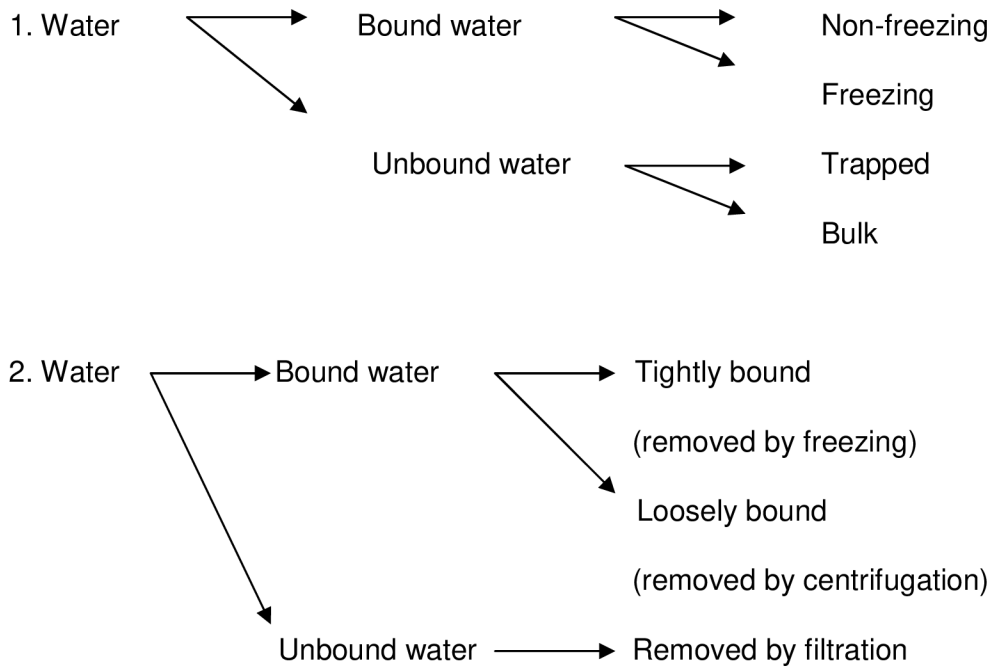 1. Water Bound water Non-freezing
Freezing
Unbound water Trapped
Bulk
2. Water Bound water Tightly bound
(removed by freezing)
Loosely bound
(removed by centrifugation)
Unbound water Removed by filtration